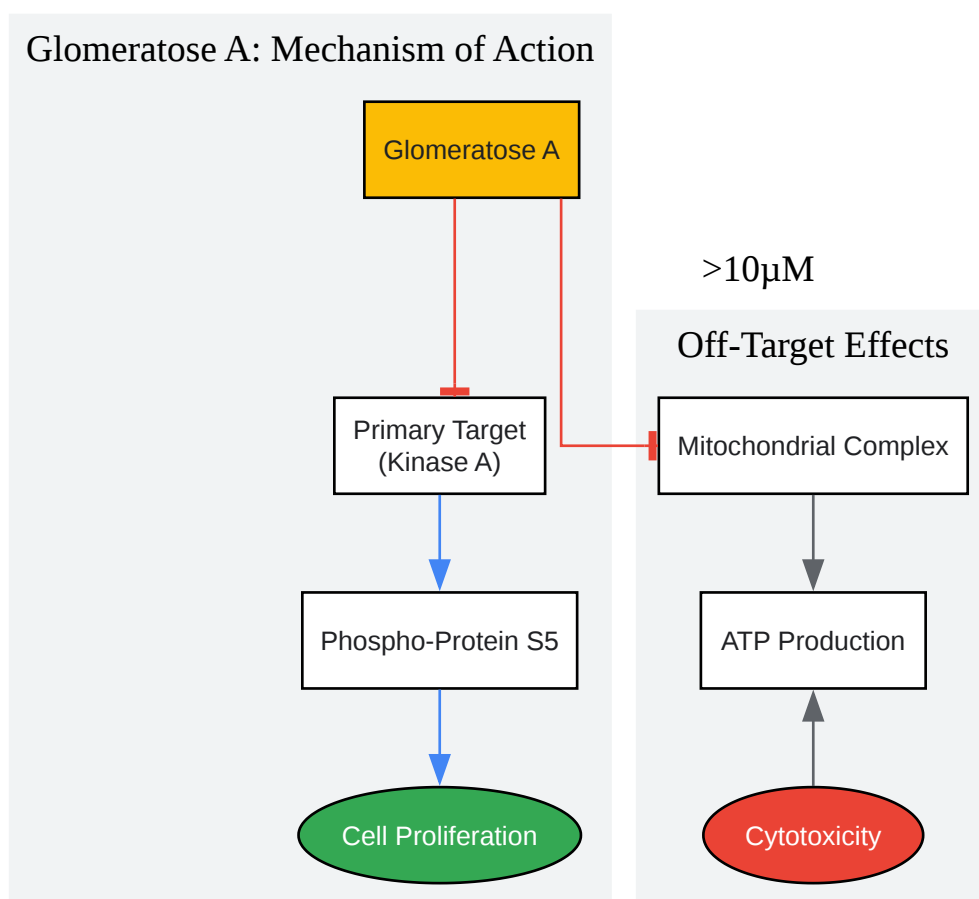 Glomeratose A: Mechanism of Action
Glomeratose A
>10µM
Off-Target Effects
Primary Target
(Kinase A)
Mitochondrial Complex
Phospho-Protein S5
ATP Production
Cell Proliferation
Cytotoxicity